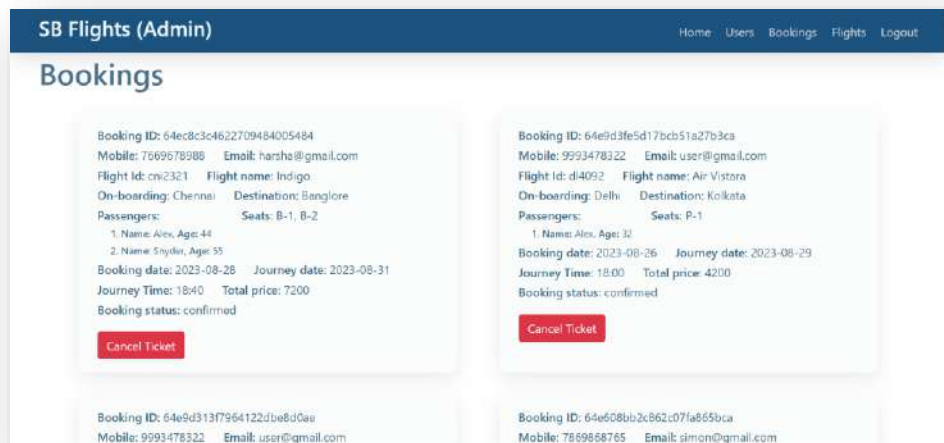 SB Flights (Admin)
Home Users Bookings Flights Logout
Bookings
Booking ID: 64ec8c3c4622709484005484
Mobile: 7669678988 Email: harsha@gmail.com
Flight Id: cni2321 Flight name: Indigo
On-boarding: Chennai Destination: Banglore
Passengers: Seats: B-1, B-2
1. Name: Alex, Age: 44
2. Name: Snyder, Age: 55
Booking date: 2023-08-28 Journey date: 2023-08-31
Journey Time: 18:40 Total price: 7200
Booking status: confirmed
Cancel Ticket
Booking ID: 64e9d3fe5d17bcb51a27b3ca
Mobile: 9993478322 Email: user@gmail.com
Flight Id: dl4092 Flight name: Air Vistara
On-boarding: Delhi Destination: Kolkata
Passengers: Seats: P-1
1. Name: Alex, Age: 32
Booking date: 2023-08-26 Journey date: 2023-08-29
Journey Time: 18:00 Total price: 4200
Booking status: confirmed
Cancel Ticket
Booking ID: 64e9d313f7964122dbe8d0ae
Mobile: 9993478322 Email: user@gmail.com
Booking ID: 64e608bb2c862c07fa865bca
Mobile: 7869868765 Email: simon@gmail.com